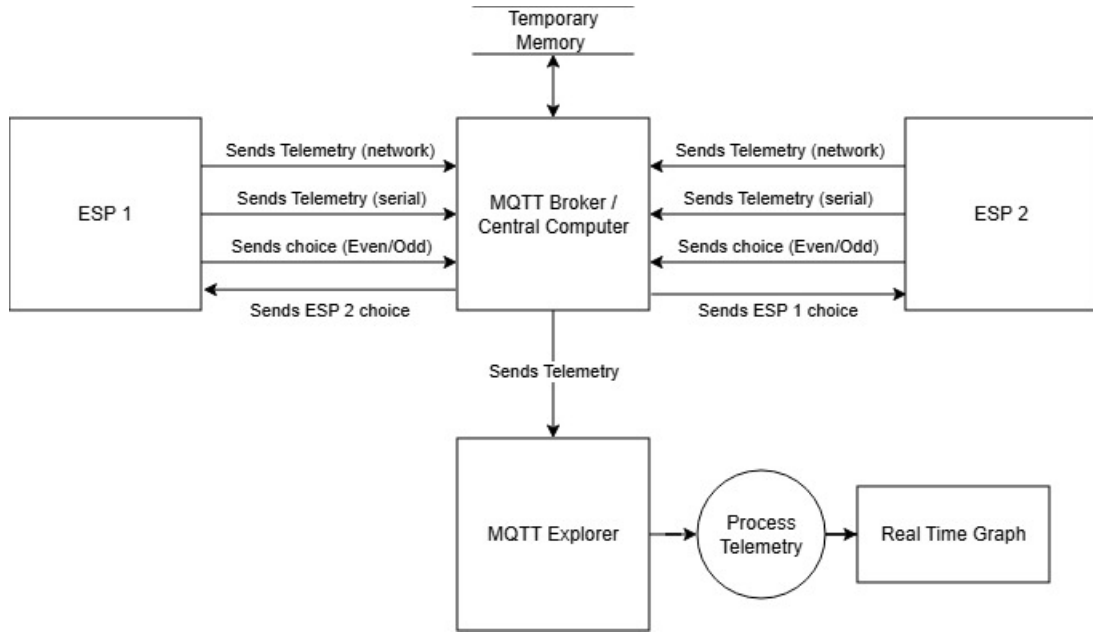 Temporary
Memory
Sends Telemetry (network)
Sends Telemetry (network)
ESP 1
Sends Telemetry (serial)
MQTT Broker /
Central Computer
Sends Telemetry (serial)
ESP 2
Sends choice (Even/Odd)
Sends choice (Even/Odd)
Sends ESP 2 choice
Sends ESP 1 choice
Sends Telemetry
MQTT Explorer
Process
Telemetry
Real Time Graph